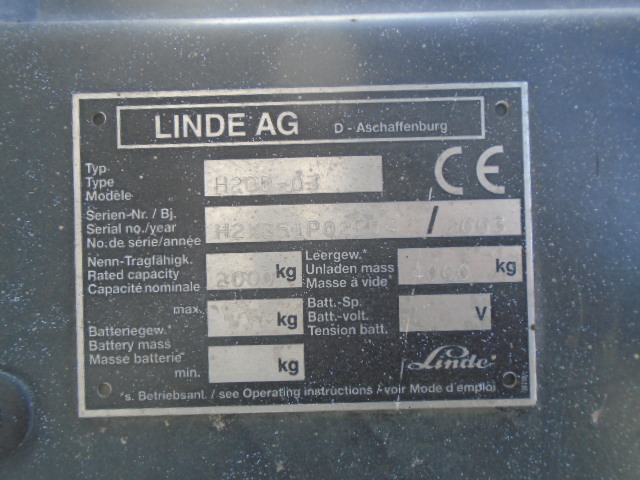 LINDE AG D - Aschaffenburg
Typ
Type
Modèle
CE
Serien-Nr. / Bj.
Serial no./year / 2003
No. de série/année
Nenn-Tragfähigk.
Rated capacity 2000 kg
Capacité nominale
Leergew.*
Unladen mass kg
Masse à vide*
max. kg
Batteriegew.*
Battery mass
Masse batterie*
min. kg
Batt.-Sp.
Batt.-volt. V
Tension batt.
Linde
*s. Betriebsanl. / see Operating instructions / voir Mode d'emploi